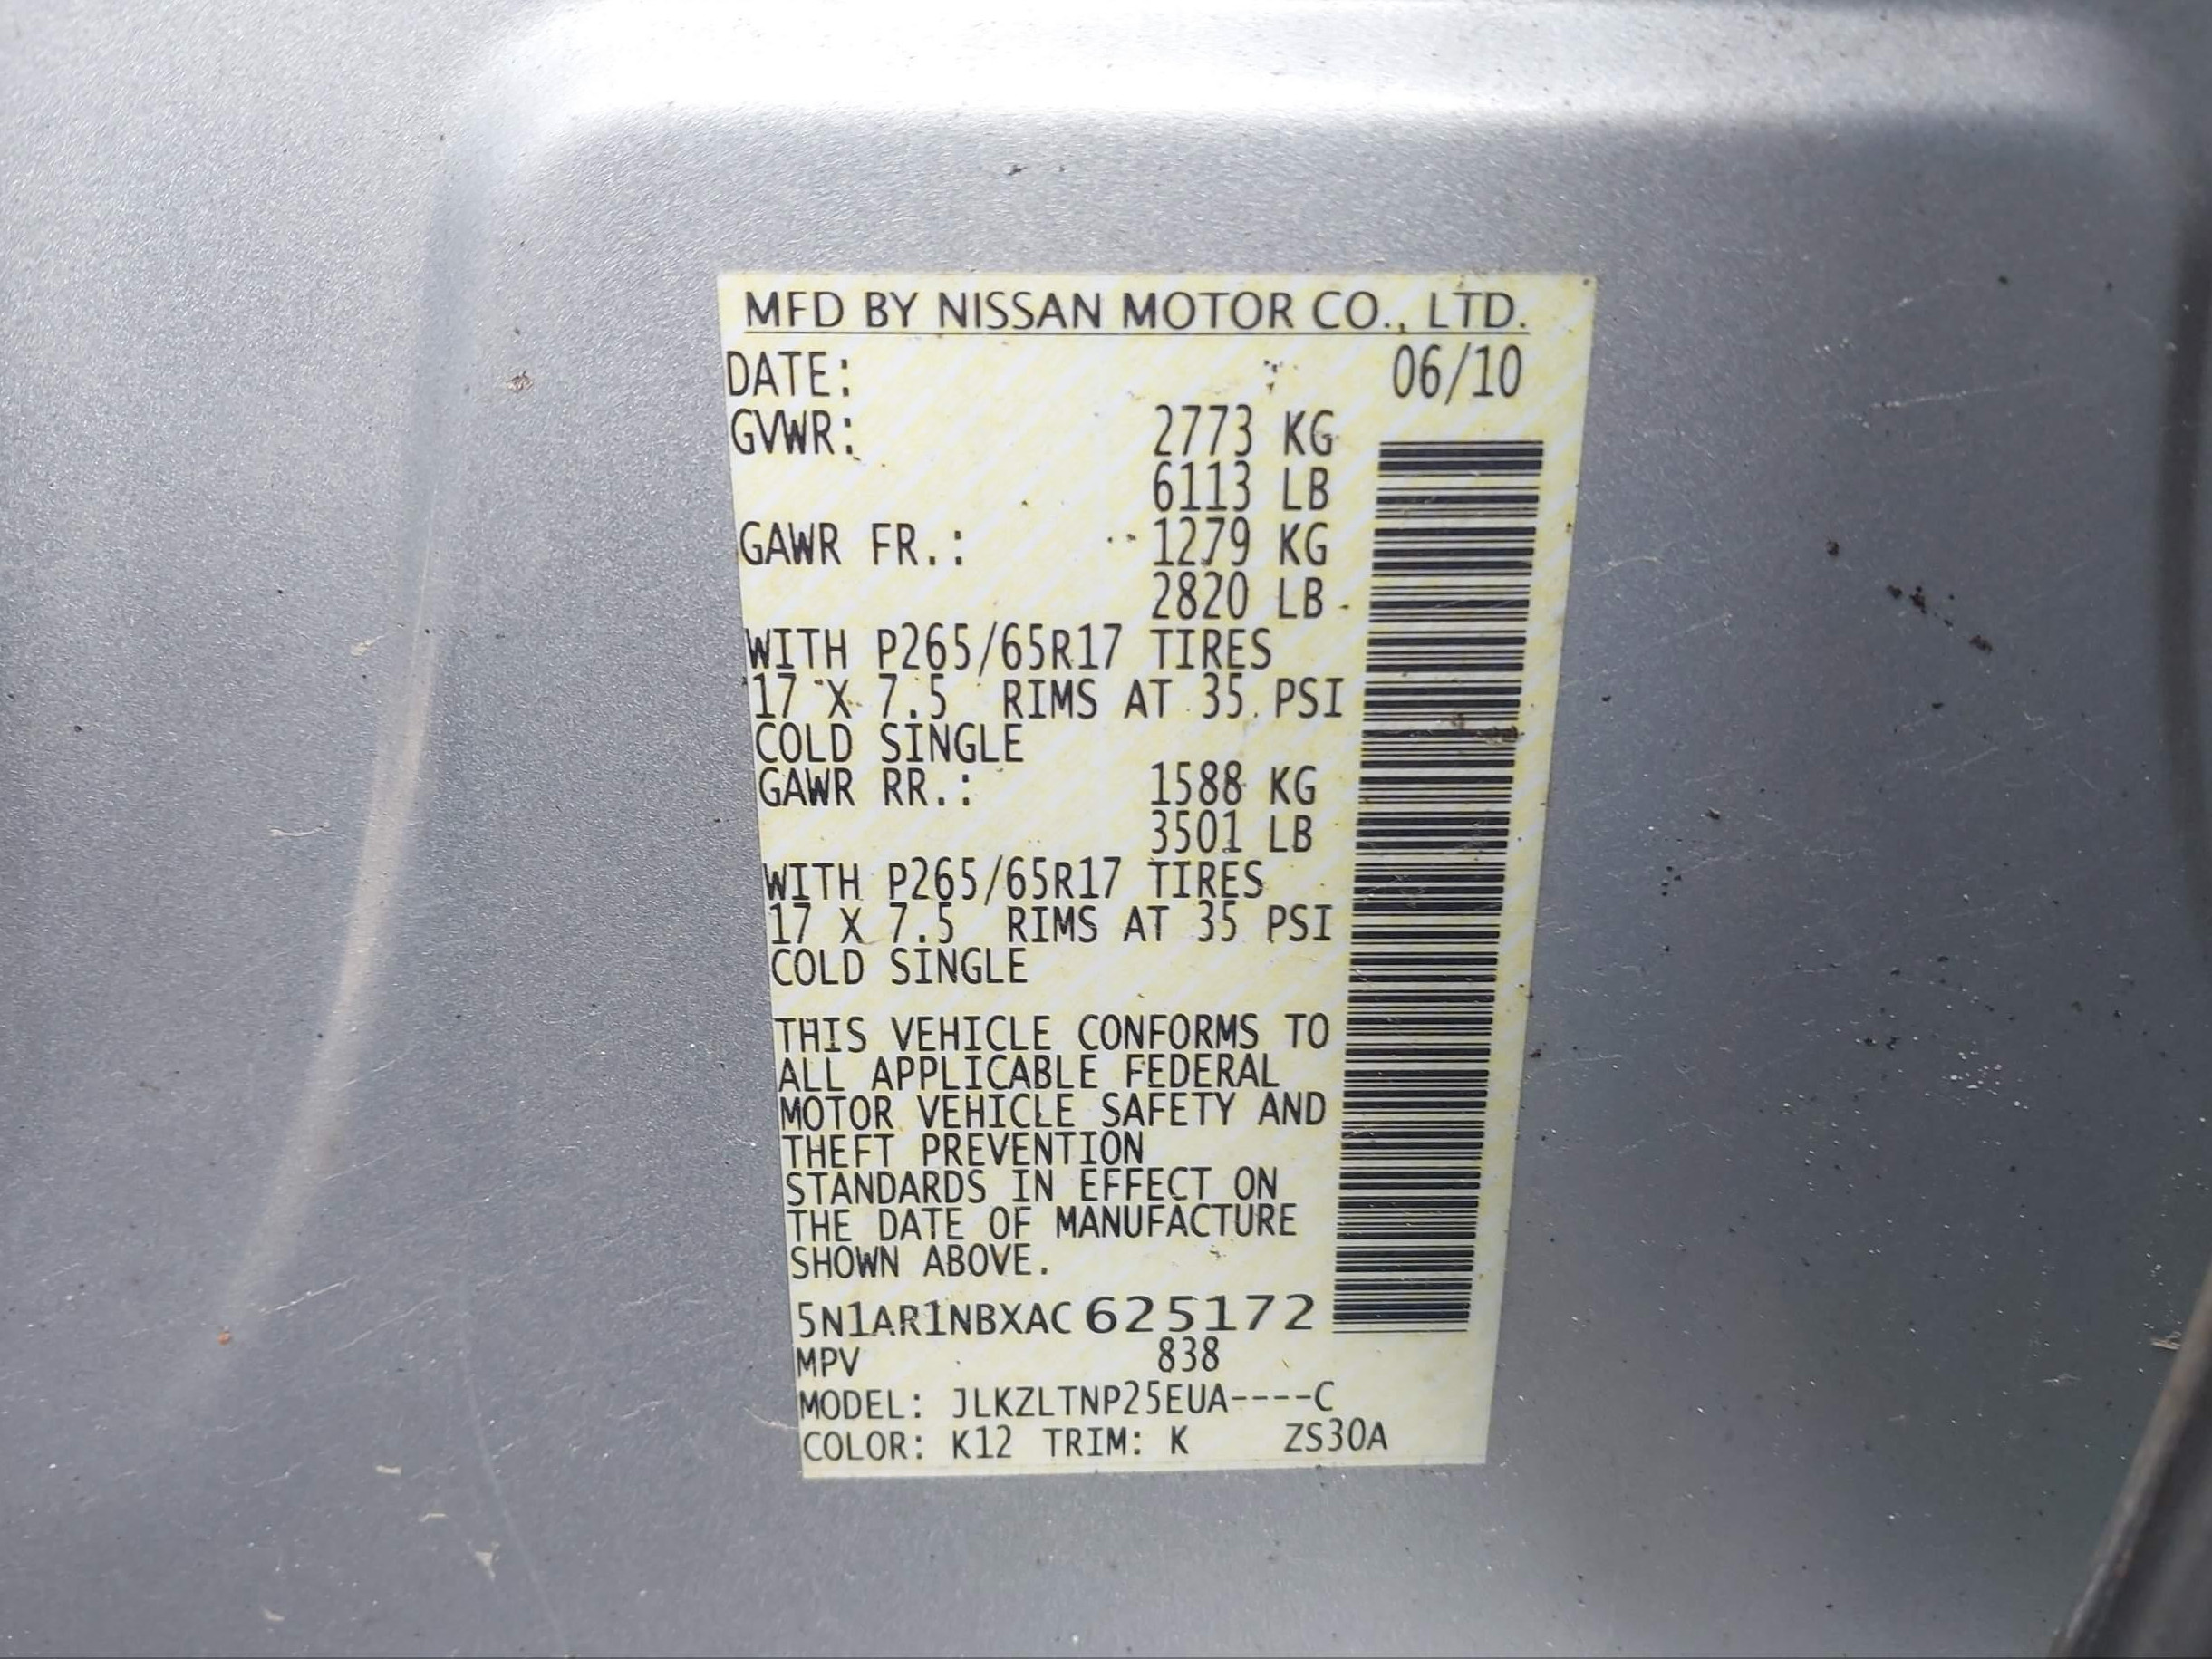 MFD BY NISSAN MOTOR CO., LTD.
DATE: 06/10
GVWR: 2773 KG
6113 LB
GAWR FR.: 1279 KG
2820 LB
WITH P265/65R17 TIRES
17 X 7.5 RIMS AT 35 PSI
COLD SINGLE
GAWR RR.: 1588 KG
3501 LB
WITH P265/65R17 TIRES
17 X 7.5 RIMS AT 35 PSI
COLD SINGLE
THIS VEHICLE CONFORMS TO
ALL APPLICABLE FEDERAL
MOTOR VEHICLE SAFETY AND
THEFT PREVENTION
STANDARDS IN EFFECT ON
THE DATE OF MANUFACTURE
SHOWN ABOVE.
5N1AR1NBXAC625172
MPV 838
MODEL: JLKZLTNP25EUA----C
COLOR: K12 TRIM: K ZS30A